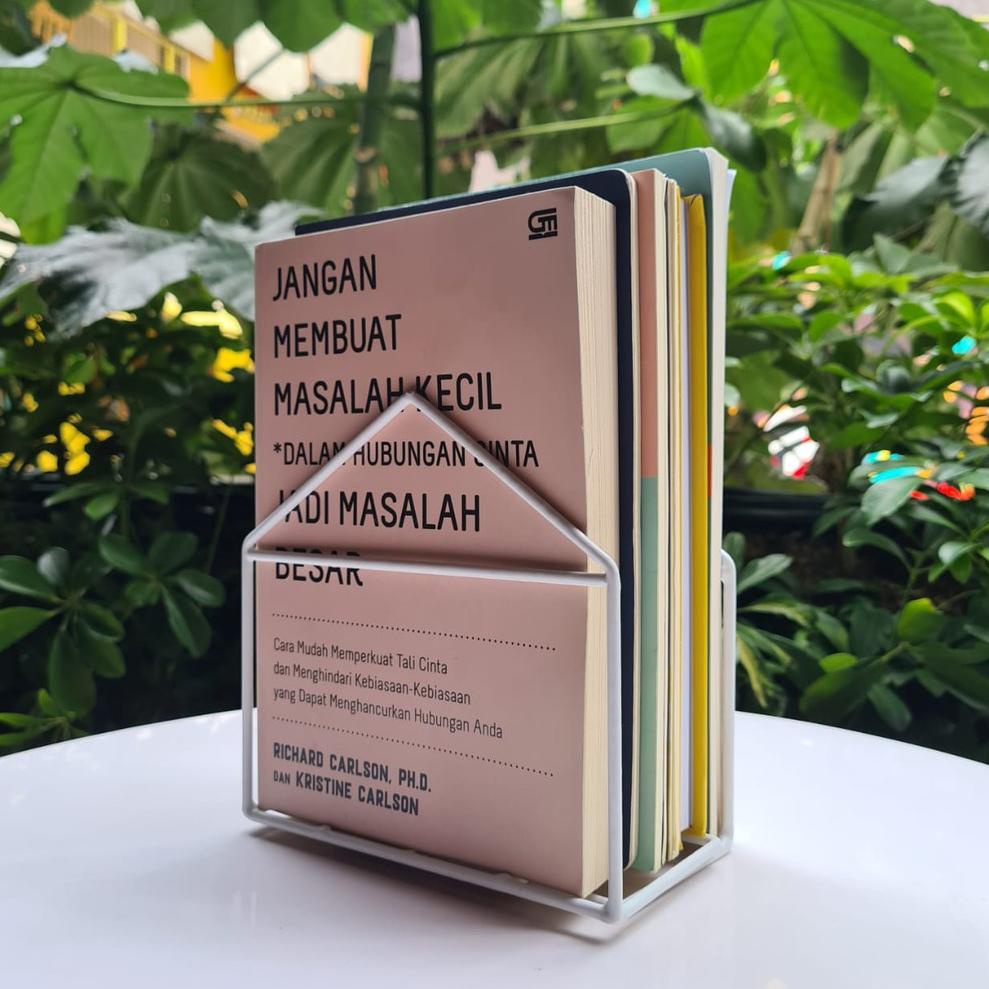 GM
JANGAN
MEMBUAT
MASALAH KECIL
*DALAM HUBUNGAN CINTA
JADI MASALAH
BESAR
Cara Mudah Memperkuat Tali Cinta
dan Menghindari Kebiasaan-Kebiasaan
yang Dapat Menghancurkan Hubungan Anda
RICHARD CARLSON, PH.D.
DAN KRISTINE CARLSON